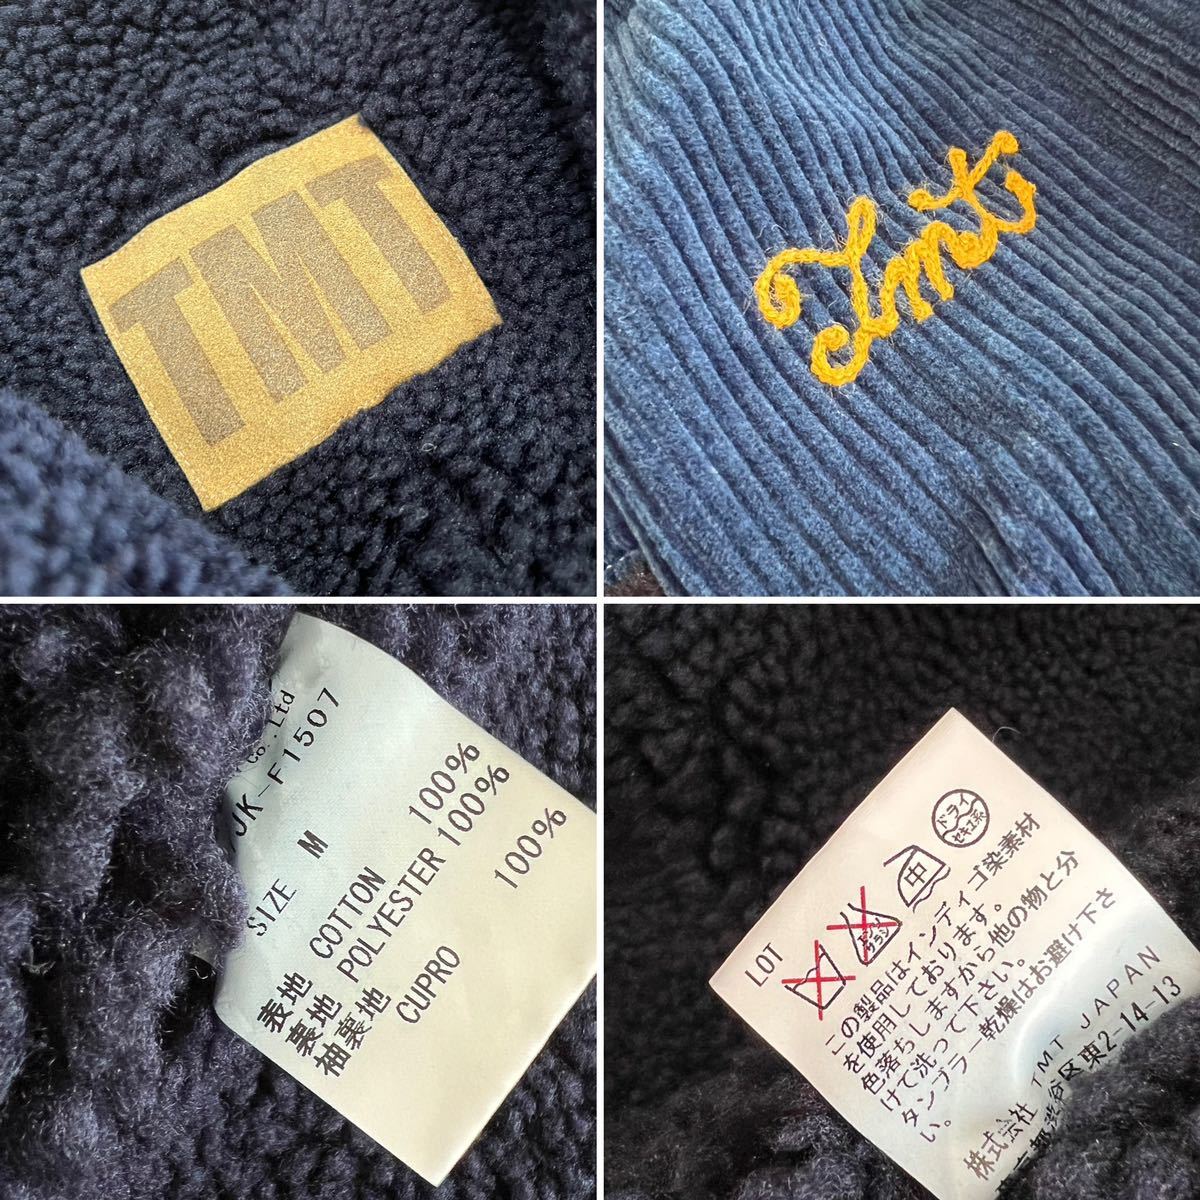 TMT
Tmt
Co.,Ltd
JK-F1507
SIZE M
表地 COTTON 100%
裏地 POLYESTER 100%
袖裏地 CUPRO 100%
LOT
中
ドライ
セキユ系
この製品はインディゴ染素材
を使用しております。
色落ちしますから他の物と分
けて洗って下さい。
タンブラー乾燥はお避け下さ
い。
株式会社 TMT JAPAN
京都渋谷区東2-14-13